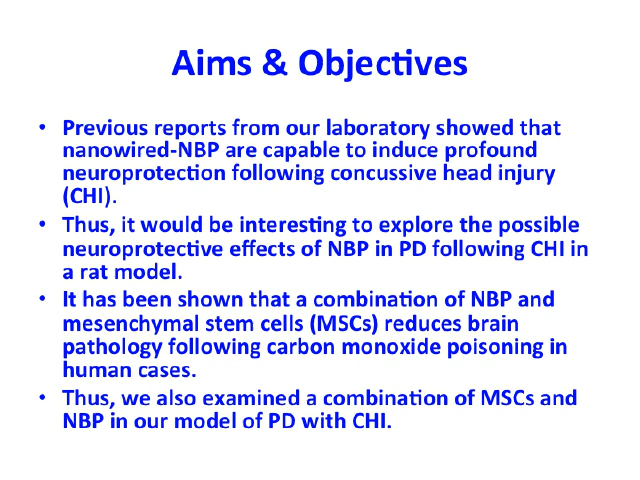 Aims & Objectives
• Previous reports from our laboratory showed that
nanowired-NBP are capable to induce profound
neuroprotection following concussive head injury
(CHI).
• Thus, it would be interesting to explore the possible
neuroprotective effects of NBP in PD following CHI in
a rat model.
• It has been shown that a combination of NBP and
mesenchymal stem cells (MSCs) reduces brain
pathology following carbon monoxide poisoning in
human cases.
• Thus, we also examined a combination of MSCs and
NBP in our model of PD with CHI.